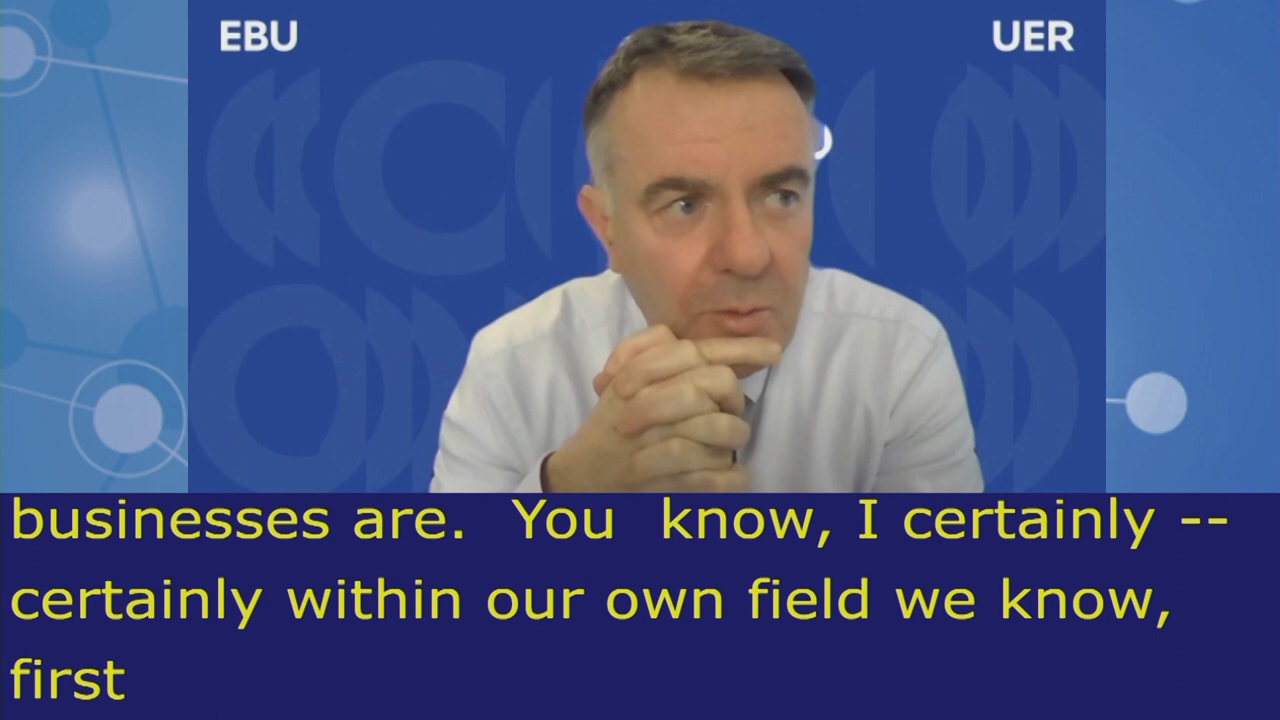 EBU
UER
businesses are. You know, I certainly --
certainly within our own field we know,
first